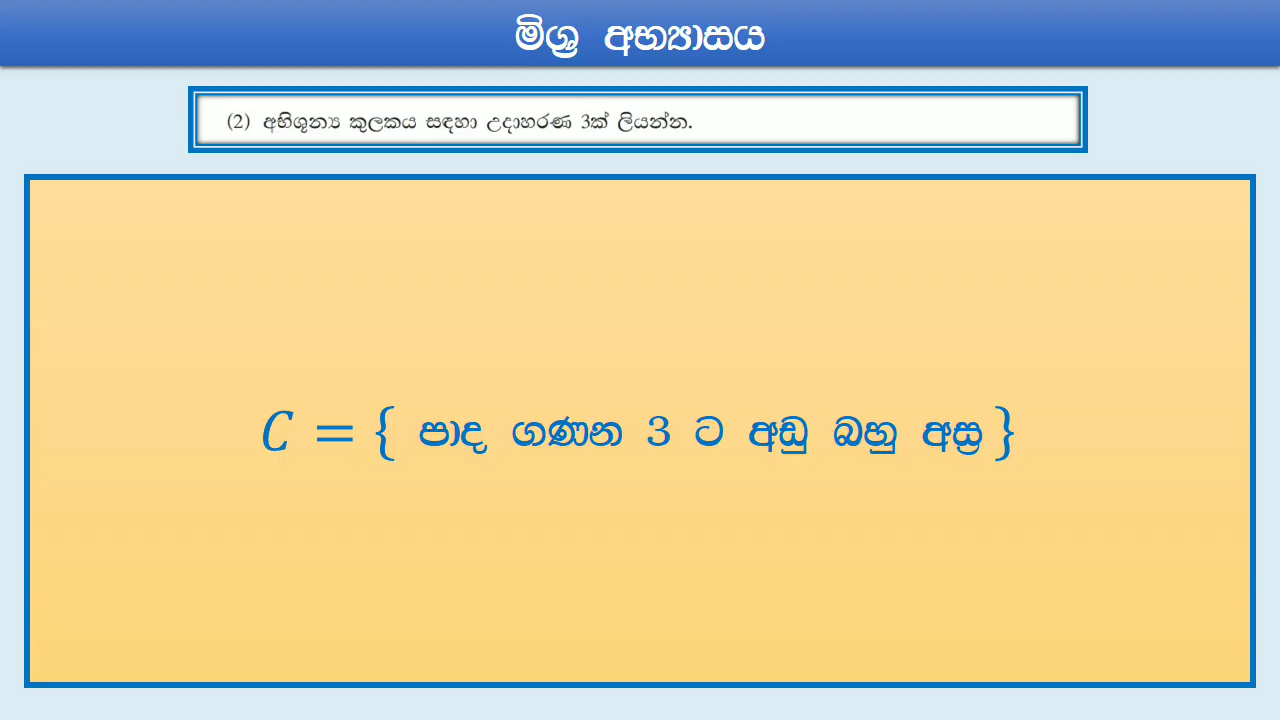 මිශ්‍ර අභ්‍යාසය
(2) අභිශූන්‍ය කුලකය සඳහා උදාහරණ 3ක් ලියන්න.
C = { පාද ගණන 3 ට අඩු බහු අස්‍ර }